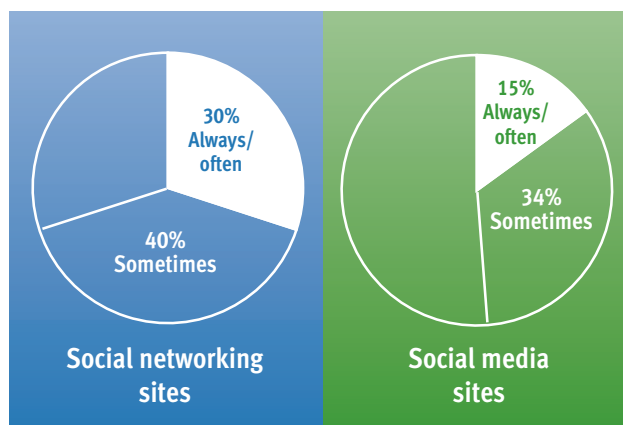 30%
Always/
often
40%
Sometimes
Social networking
sites
15%
Always/
often
34%
Sometimes
Social media
sites